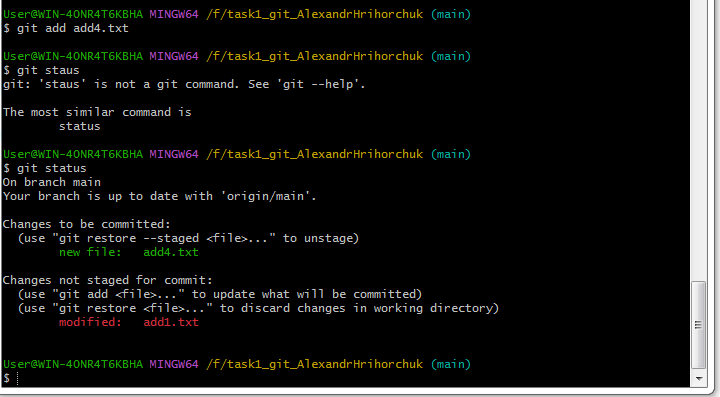 User@WIN-4ONR4T6KBHA MINGW64 /f/task1_git_AlexandrHrihorchuk (main)
$ git add add4.txt
User@WIN-4ONR4T6KBHA MINGW64 /f/task1_git_AlexandrHrihorchuk (main)
$ git staus
git: 'staus' is not a git command. See 'git --help'.
The most similar command is
status
User@WIN-4ONR4T6KBHA MINGW64 /f/task1_git_AlexandrHrihorchuk (main)
$ git status
On branch main
Your branch is up to date with 'origin/main'.
Changes to be committed:
(use "git restore --staged <file>..." to unstage)
new file:   add4.txt
Changes not staged for commit:
(use "git add <file>..." to update what will be committed)
(use "git restore <file>..." to discard changes in working directory)
modified:   add1.txt
User@WIN-4ONR4T6KBHA MINGW64 /f/task1_git_AlexandrHrihorchuk (main)
$